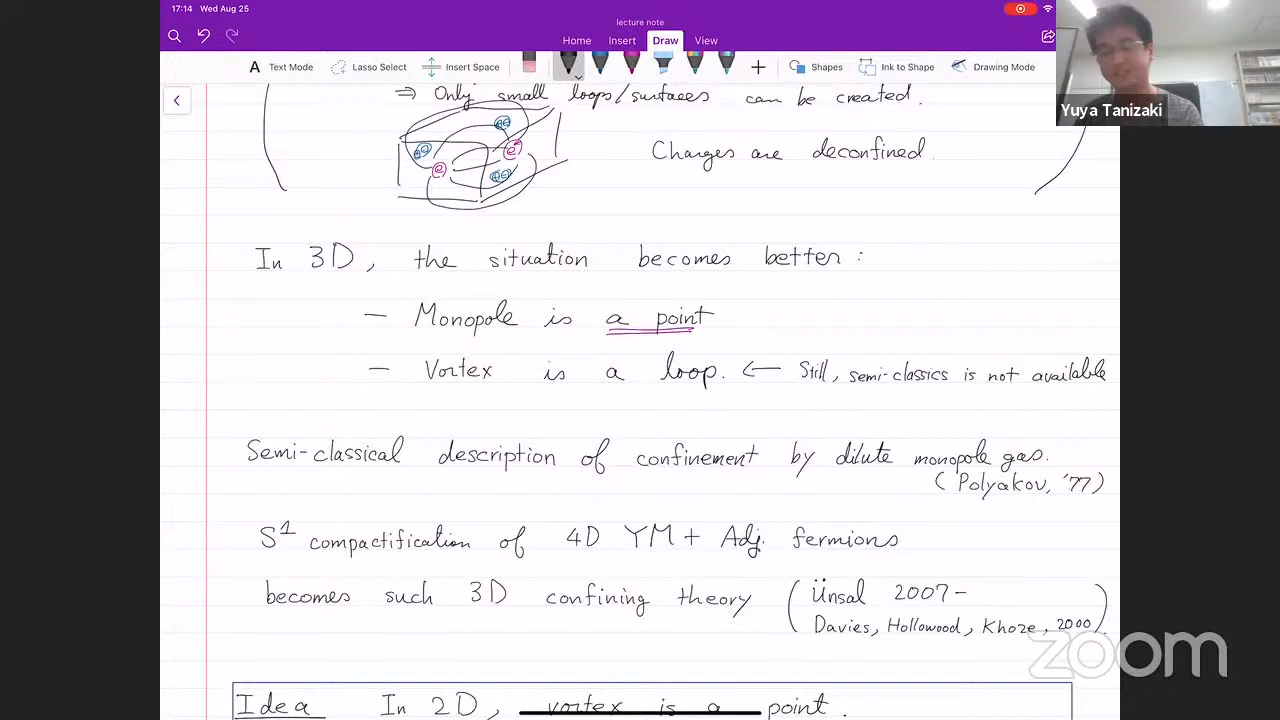 17:14 Wed Aug 25
lecture note
Home Insert Draw View
Text Mode Lasso Select Insert Space Shapes Ink to Shape Drawing Mode
Yuya Tanizaki
⇒ Only small loops/surfaces can be created.
Charges are deconfined.
In 3D, the situation becomes better :
- Monopole is a point
- Vortex is a loop. ← Still, semi-classics is not available
Semi-classical description of confinement by dilute monopole gas.
(Polyakov, '77)
S1 compactification of 4D YM + Adj. fermions
becomes such 3D confining theory (Ünsal 2007-
Davies, Hollowood, Khoze, 2000).
zoom
Idea In 2D, vortex is a point.